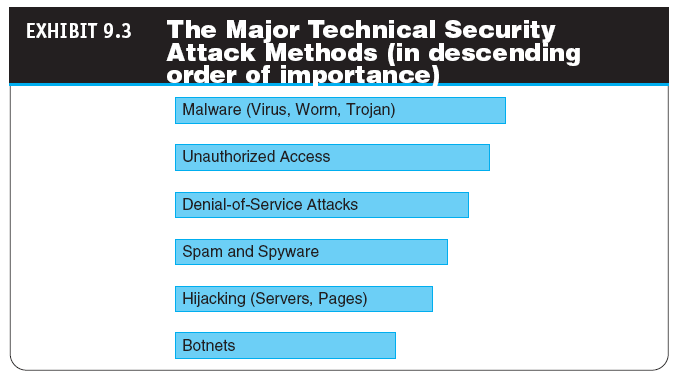 EXHIBIT 9.3
The Major Technical Security
Attack Methods (in descending
order of importance)
Malware (Virus, Worm, Trojan)
Unauthorized Access
Denial-of-Service Attacks
Spam and Spyware
Hijacking (Servers, Pages)
Botnets